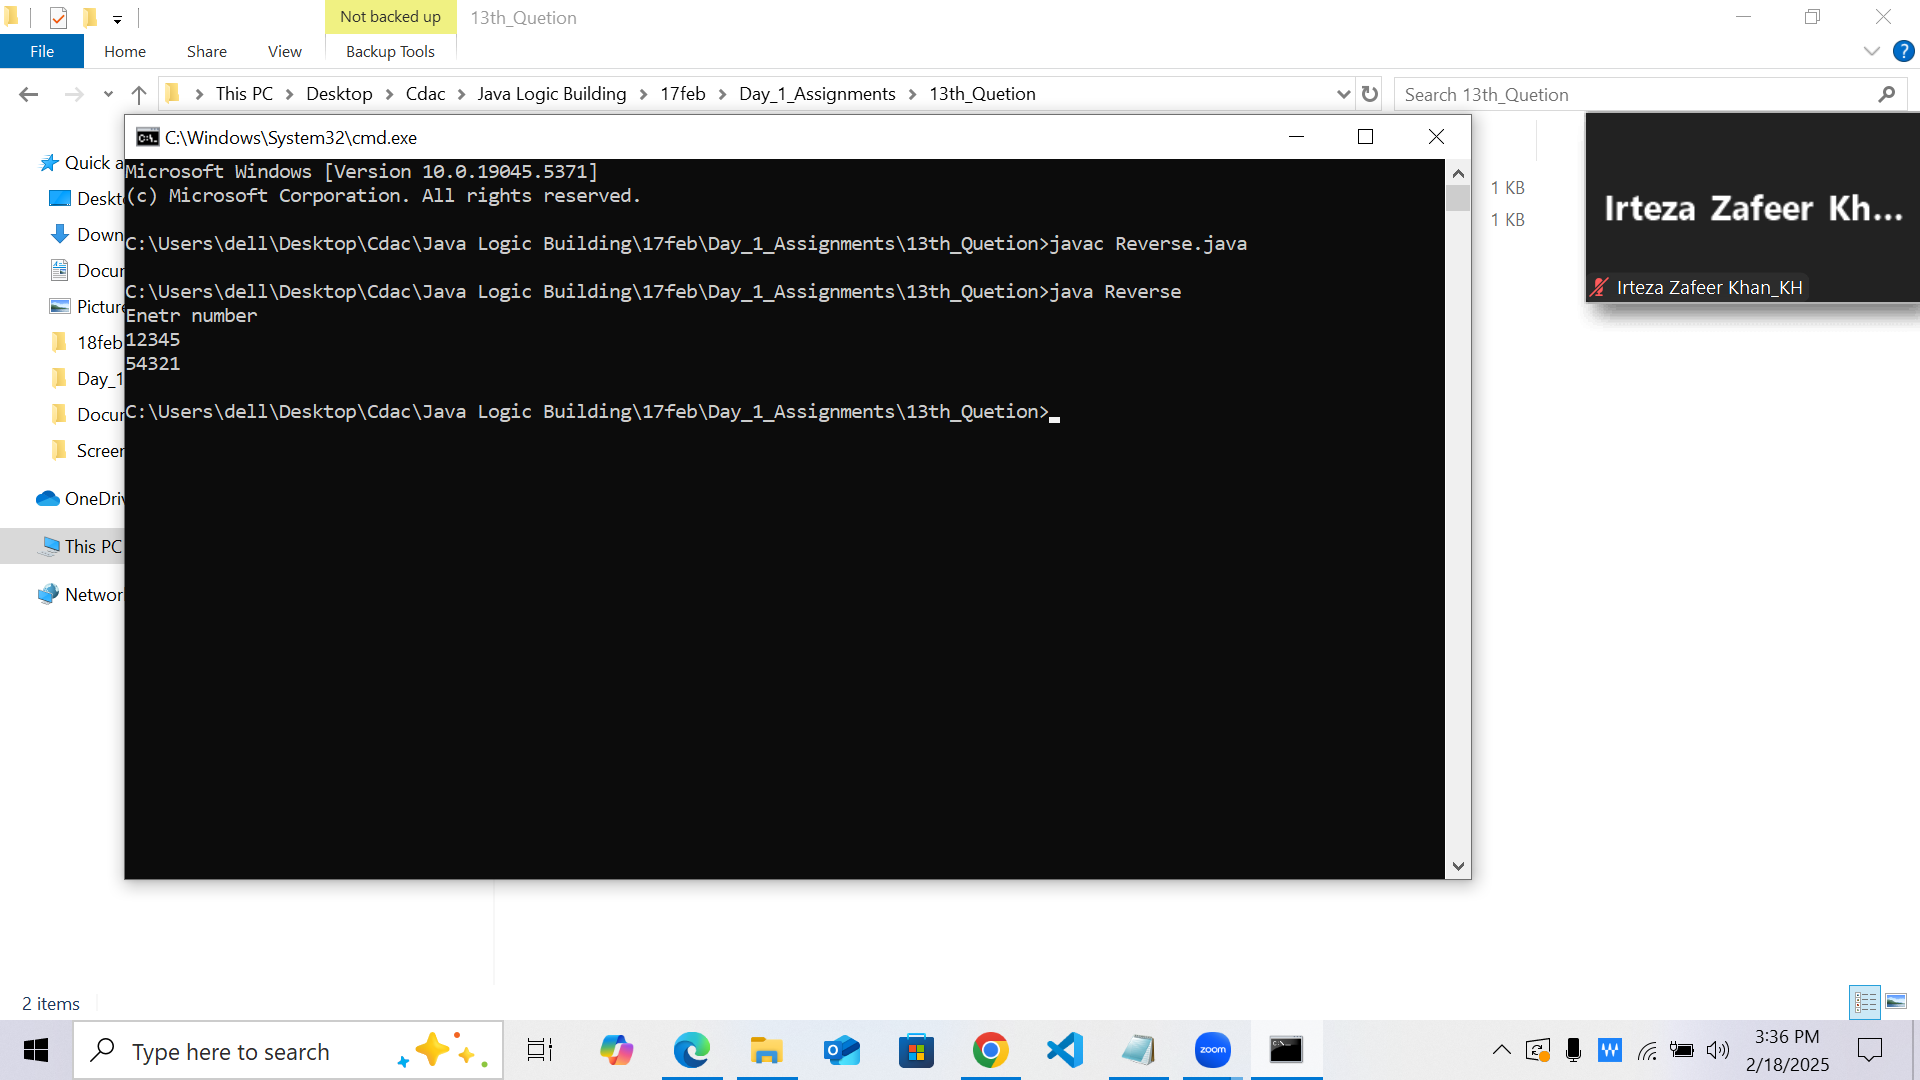 Not backed up
13th_Quetion
File
Home
Share
View
Backup Tools
This PC
Desktop
Cdac
Java Logic Building
17feb
Day_1_Assignments
13th_Quetion
Search 13th_Quetion
C:\Windows\System32\cmd.exe
Microsoft Windows [Version 10.0.19045.5371]
(c) Microsoft Corporation. All rights reserved.
C:\Users\dell\Desktop\Cdac\Java Logic Building\17feb\Day_1_Assignments\13th_Quetion>javac Reverse.java
C:\Users\dell\Desktop\Cdac\Java Logic Building\17feb\Day_1_Assignments\13th_Quetion>java Reverse
Enetr number
12345
54321
C:\Users\dell\Desktop\Cdac\Java Logic Building\17feb\Day_1_Assignments\13th_Quetion>
Quick a
Deskt
Down
Docur
Picture
18feb
Day_1
Docur
Screer
OneDriv
This PC
Networ
1 KB
1 KB
Irteza Zafeer Kh...
Irteza Zafeer Khan_KH
2 items
Type here to search
zoom
3:36 PM
2/18/2025